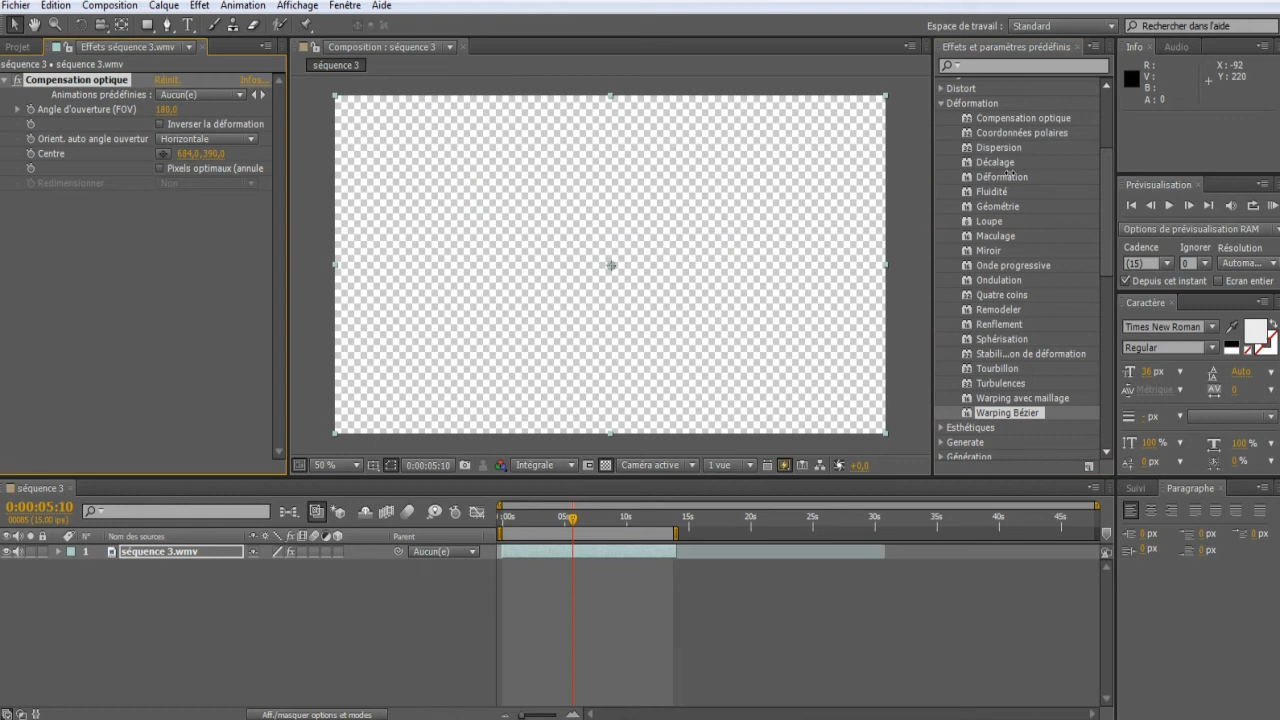 Fichier Edition Composition Calque Effet Animation Affichage Fenêtre Aide
Espace de travail : Standard Rechercher dans l'aide
Projet Effets séquence 3.wmv
séquence 3 • séquence 3.wmv
fx Compensation optique Réinit. Infos...
Animations prédéfinies : Aucun(e)
Angle d'ouverture (FOV) 180,0
Inverser la déformation
Orient. auto angle ouvertur Horizontale
Centre 684,0,390,0
Pixels optimaux (annule
Redimensionner Non
Composition : séquence 3
séquence 3
50 % 0:00:05:10 Intégrale Caméra active 1 vue +0,0
Effets et paramètres prédéfinis
Distort
Déformation
Compensation optique
Coordonnées polaires
Dispersion
Décalage
Déformation
Fluidité
Géométrie
Loupe
Maculage
Miroir
Onde progressive
Ondulation
Quatre coins
Remodeler
Renflement
Sphérisation
Stabili...on de déformation
Tourbillon
Turbulences
Warping avec maillage
Warping Bézier
Esthétiques
Generate
Génération
Info Audio
R : X : -92
V : Y : 220
B :
A : 0
Prévisualisation
Options de prévisualisation RAM
Cadence Ignorer Résolution
(15) 0 Automa...
Depuis cet instant Ecran entier
Caractère
Times New Roman
Regular
36 px Auto
Métrique 0
- px
100 % 100 %
0 px 0 %
Suivi Paragraphe
0 px 0 px 0 px
0 px 0 px
séquence 3
0:00:05:10
00085 (15.00 ips)
N° Nom des sources Parent
1 séquence 3.wmv Aucun(e)
:00s 05s 10s 15s 20s 25s 30s 35s 40s 45s
Aff./masquer options et modes